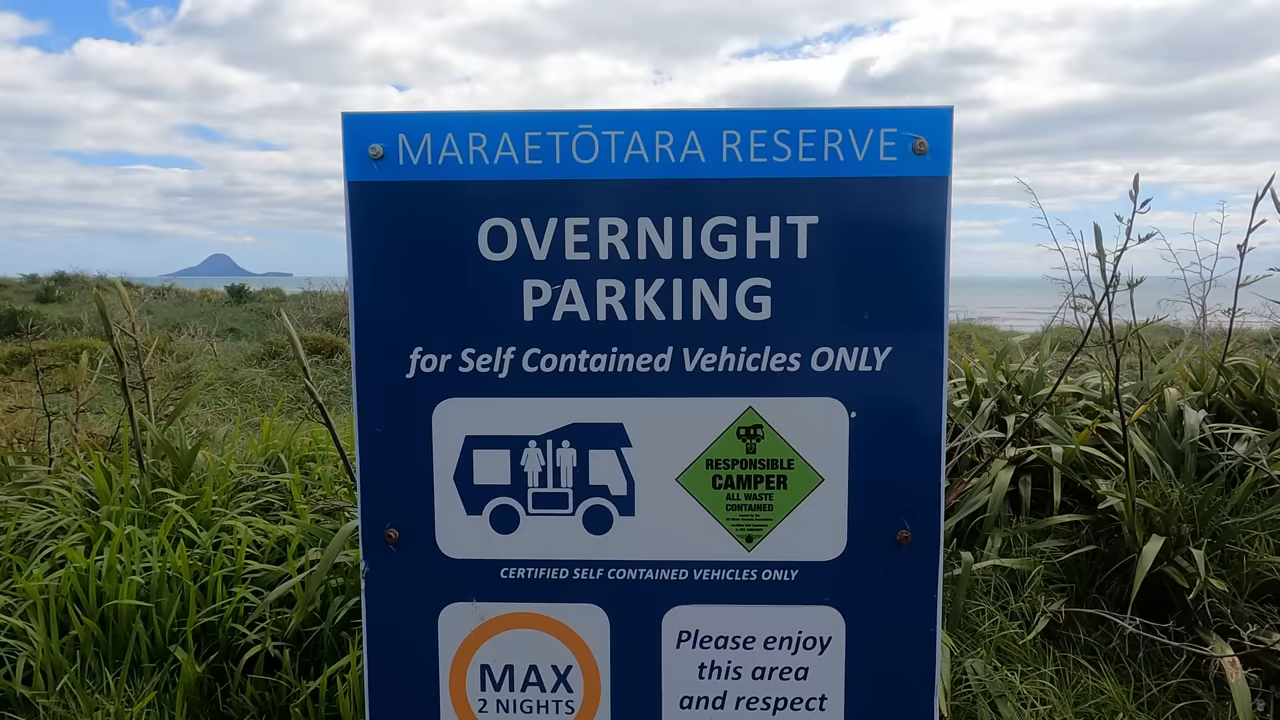 MARAETŌTARA RESERVE
OVERNIGHT
PARKING
for Self Contained Vehicles ONLY
RESPONSIBLE
CAMPER
ALL WASTE
CONTAINED
CERTIFIED SELF CONTAINED VEHICLES ONLY
MAX
2 NIGHTS
Please enjoy
this area
and respect